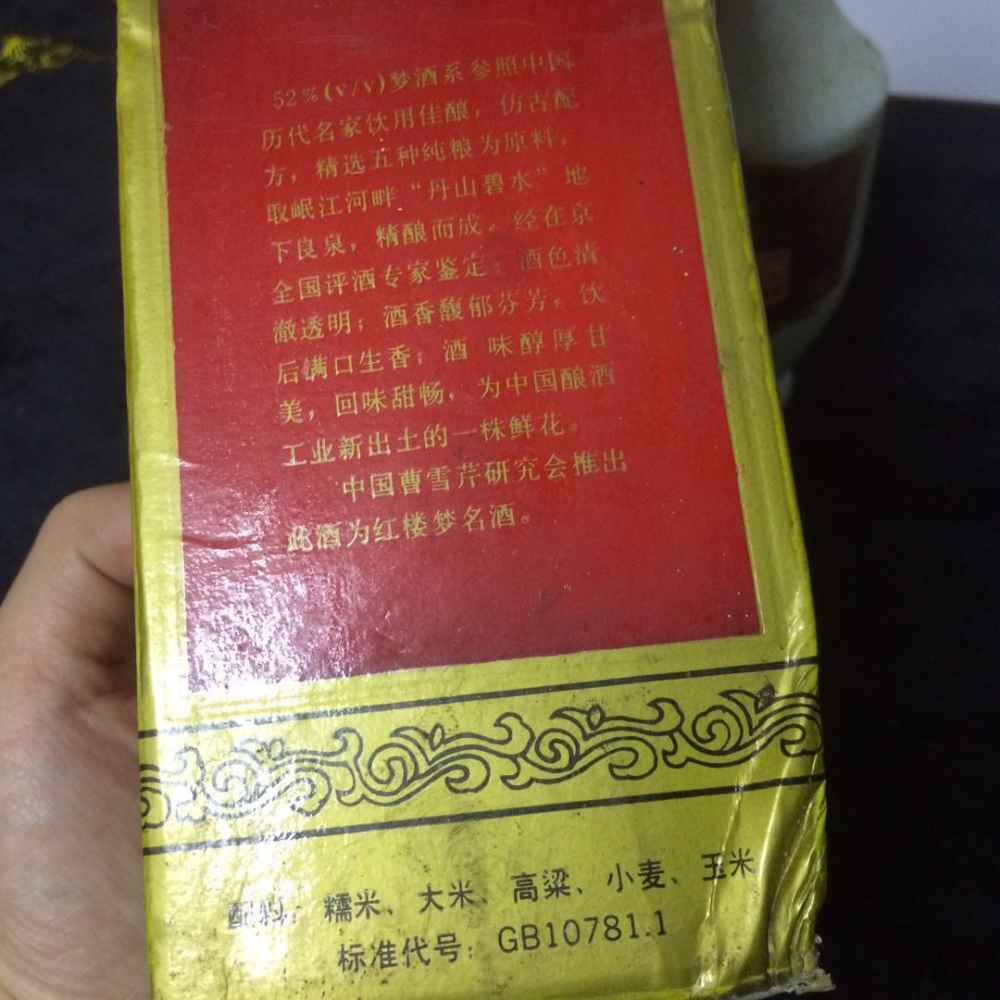 52%(v/v)梦酒系参照中国
历代名家饮用佳酿，仿古配
方，精选五种纯粮为原料，
取岷江河畔“丹山碧水”地
下良泉，精酿而成。经在京
全国评酒专家鉴定：酒色清
澈透明；酒香馥郁芬芳，饮
后满口生香；酒 味醇厚甘
美，回味甜畅，为中国酿酒
工业新出土的一株鲜花。
中国曹雪芹研究会推出
此酒为红楼梦名酒。
配料：糯米、大米、高粱、小麦、玉米
标准代号：GB10781.1